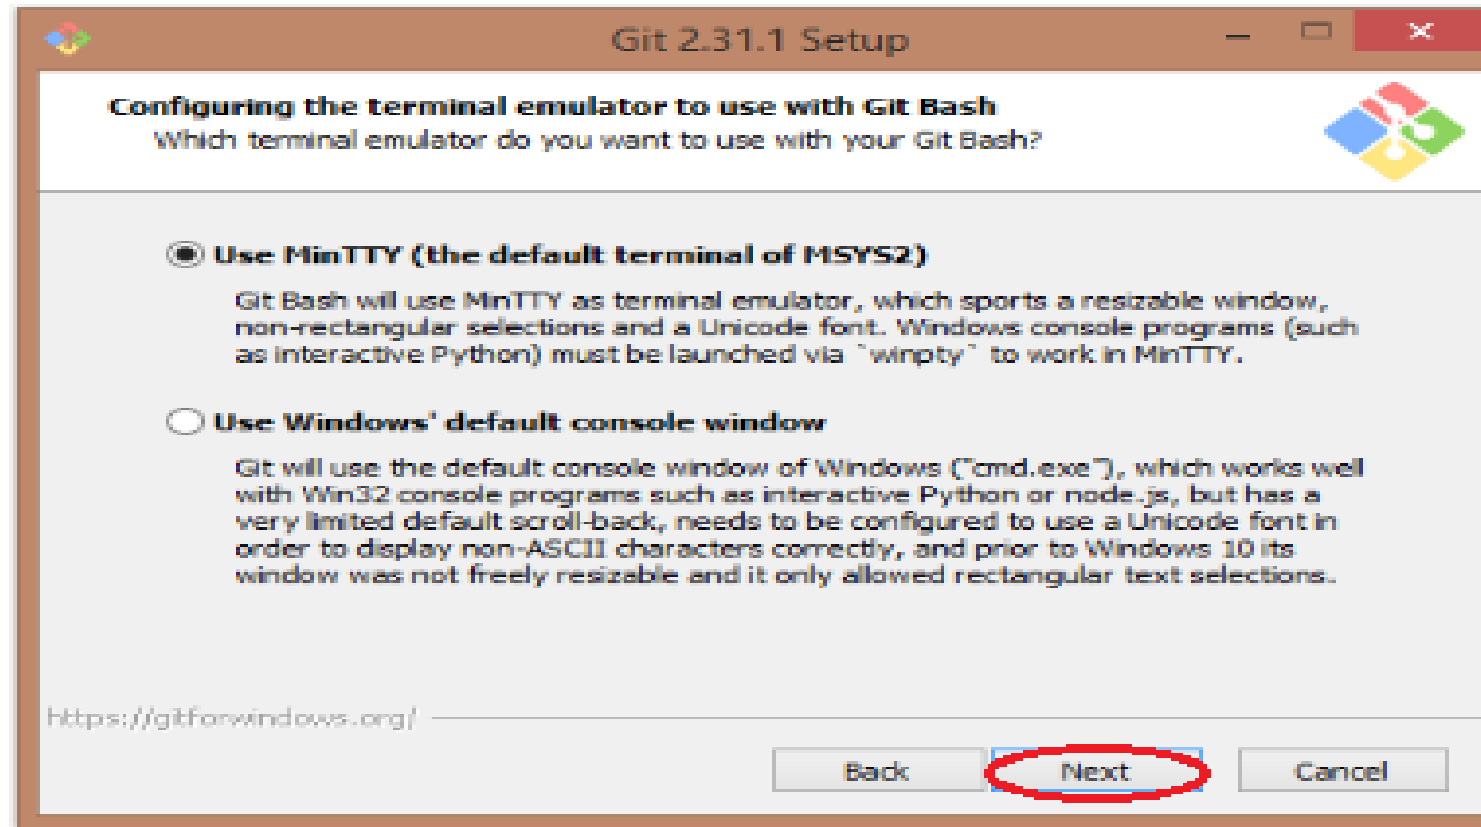 Git 2.31.1 Setup
Configuring the terminal emulator to use with Git Bash
Which terminal emulator do you want to use with your Git Bash?
Use MinTTY (the default terminal of MSYS2)
Git Bash will use MinTTY as terminal emulator, which sports a resizable window,
non-rectangular selections and a Unicode font. Windows console programs (such
as interactive Python) must be launched via `winpty` to work in MinTTY.
Use Windows' default console window
Git will use the default console window of Windows ("cmd.exe"), which works well
with Win32 console programs such as interactive Python or node.js, but has a
very limited default scroll-back, needs to be configured to use a Unicode font in
order to display non-ASCII characters correctly, and prior to Windows 10 its
window was not freely resizable and it only allowed rectangular text selections.
https://gitforwindows.org/
Back Next Cancel